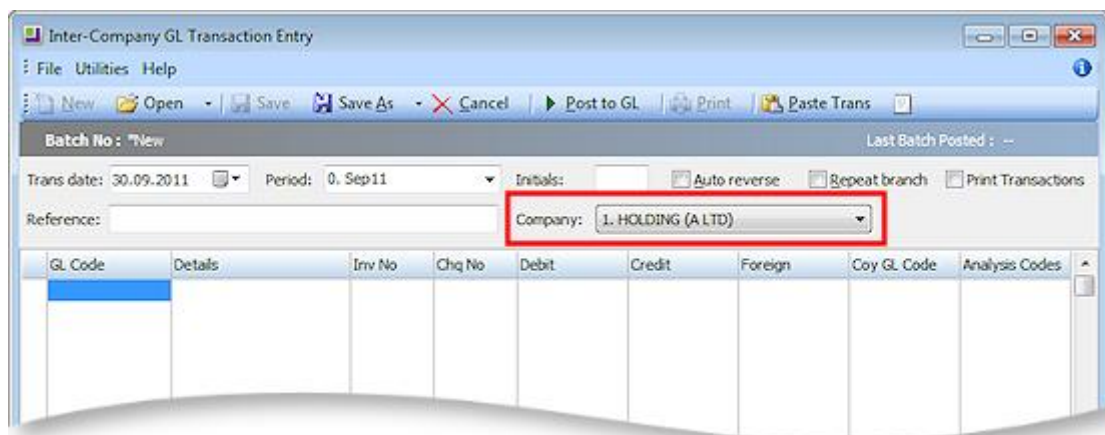 Inter-Company GL Transaction Entry
File Utilities Help
New Open Save Save As Cancel Post to GL Print Paste Trans
Batch No : *New Last Batch Posted : --
Trans date: 30.09.2011 Period: 0. Sep11 Initials: Auto reverse Repeat branch Print Transactions
Reference: Company: 1. HOLDING (A LTD)
GL Code Details Inv No Chq No Debit Credit Foreign Coy GL Code Analysis Codes